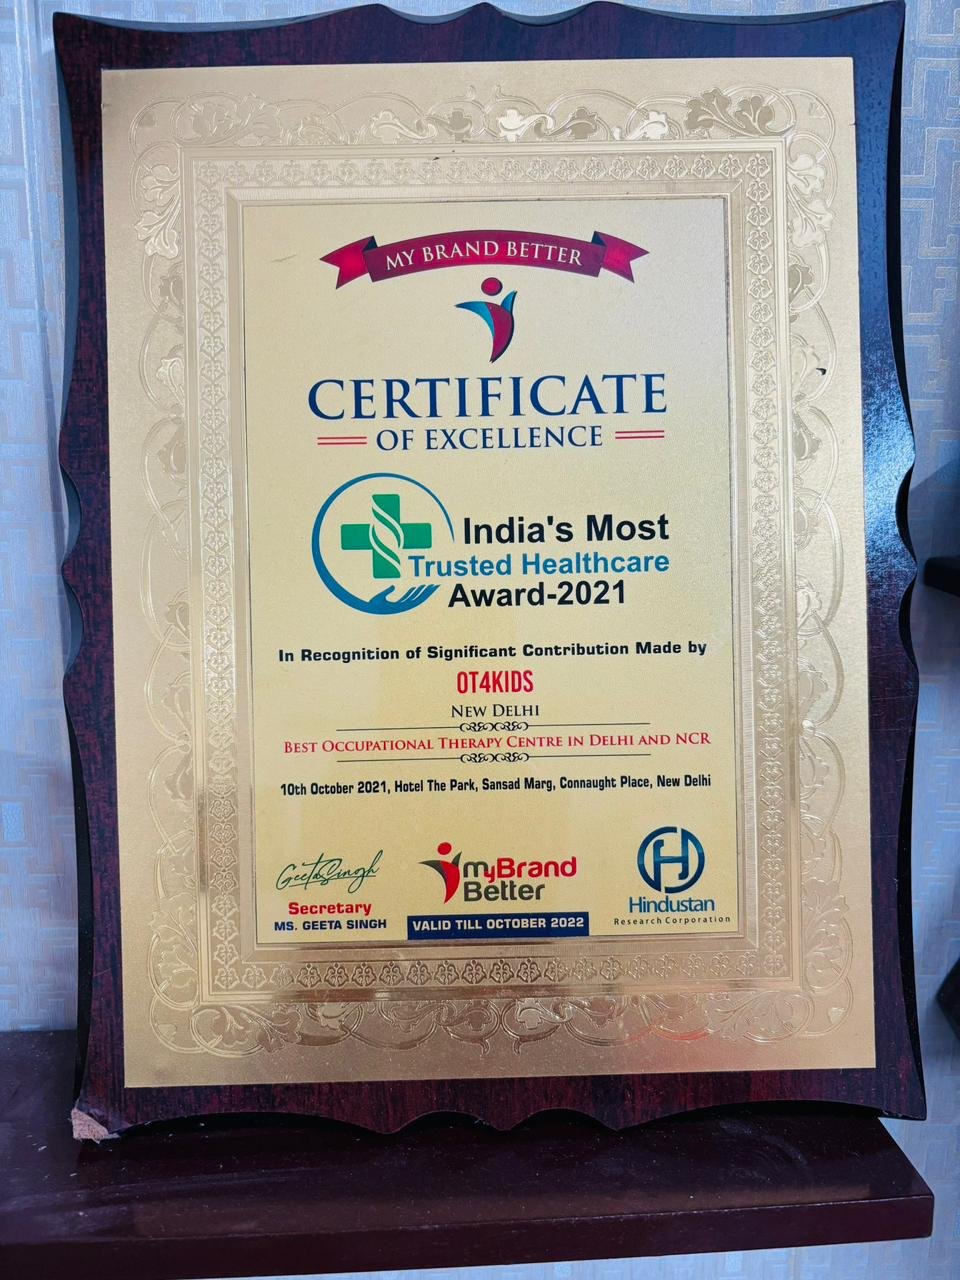 MY BRAND BETTER
CERTIFICATE
OF EXCELLENCE
India's Most
Trusted Healthcare
Award-2021
In Recognition of Significant Contribution Made by
OT4KIDS
NEW DELHI
BEST OCCUPATIONAL THERAPY CENTRE IN DELHI AND NCR
10th October 2021, Hotel The Park, Sansad Marg, Connaught Place, New Delhi
GeetaSingh
Secretary
MS. GEETA SINGH
myBrand
Better
VALID TILL OCTOBER 2022
H
Hindustan
Research Corporation